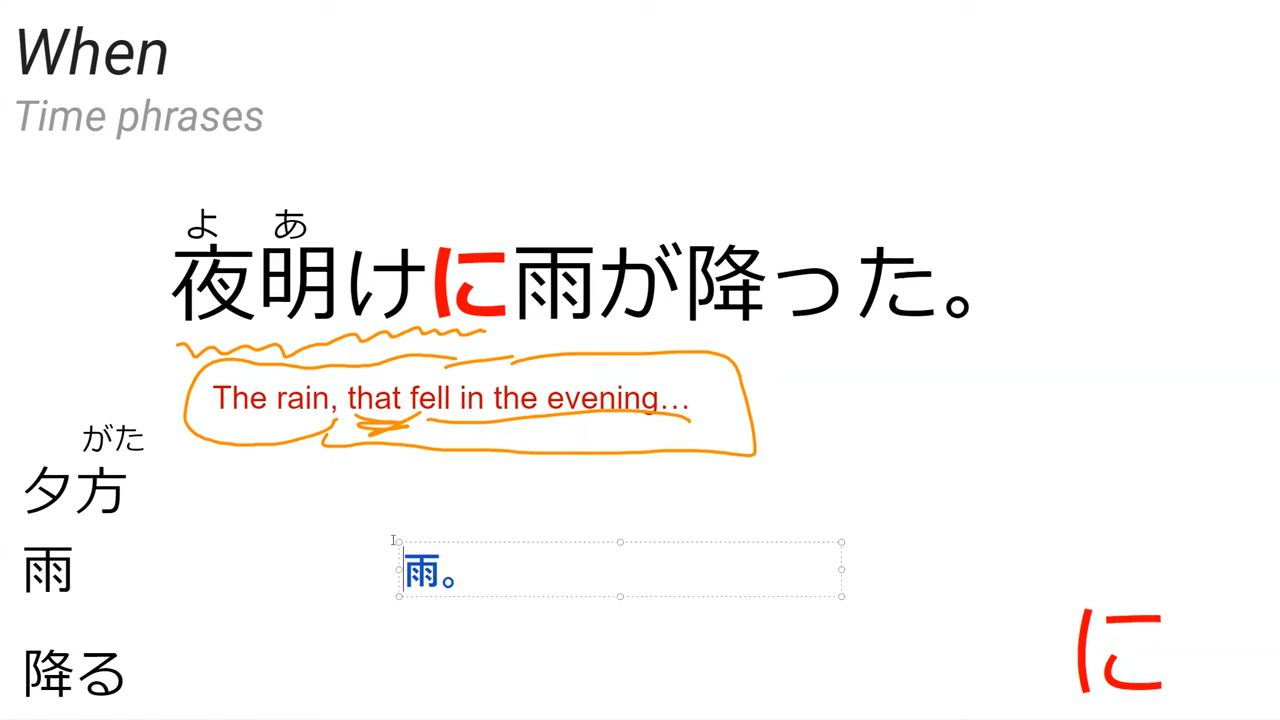 When
Time phrases
よ あ
夜明けに雨が降った。
The rain, that fell in the evening…
がた
夕方
雨
雨。
降る
に